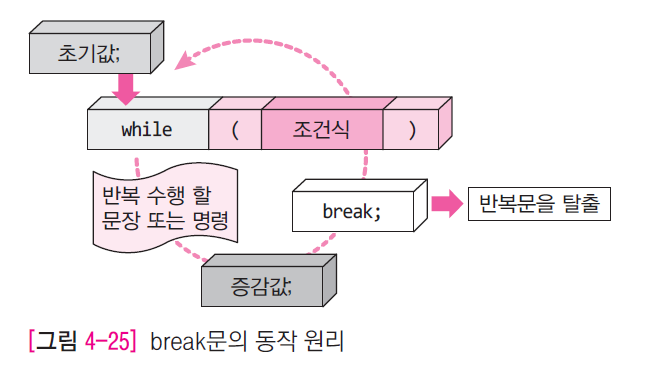 초기값;
while ( 조건식 )
반복 수행 할
문장 또는 명령
break;
반복문을 탈출
증감값;
[그림 4-25] break문의 동작 원리